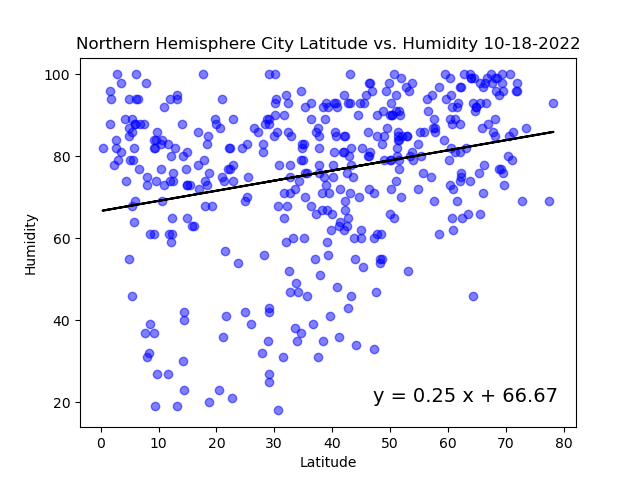 Northern Hemisphere City Latitude vs. Humidity 10-18-2022
100
80
60
40
20
Humidity
y = 0.25 x + 66.67
0 10 20 30 40 50 60 70 80
Latitude